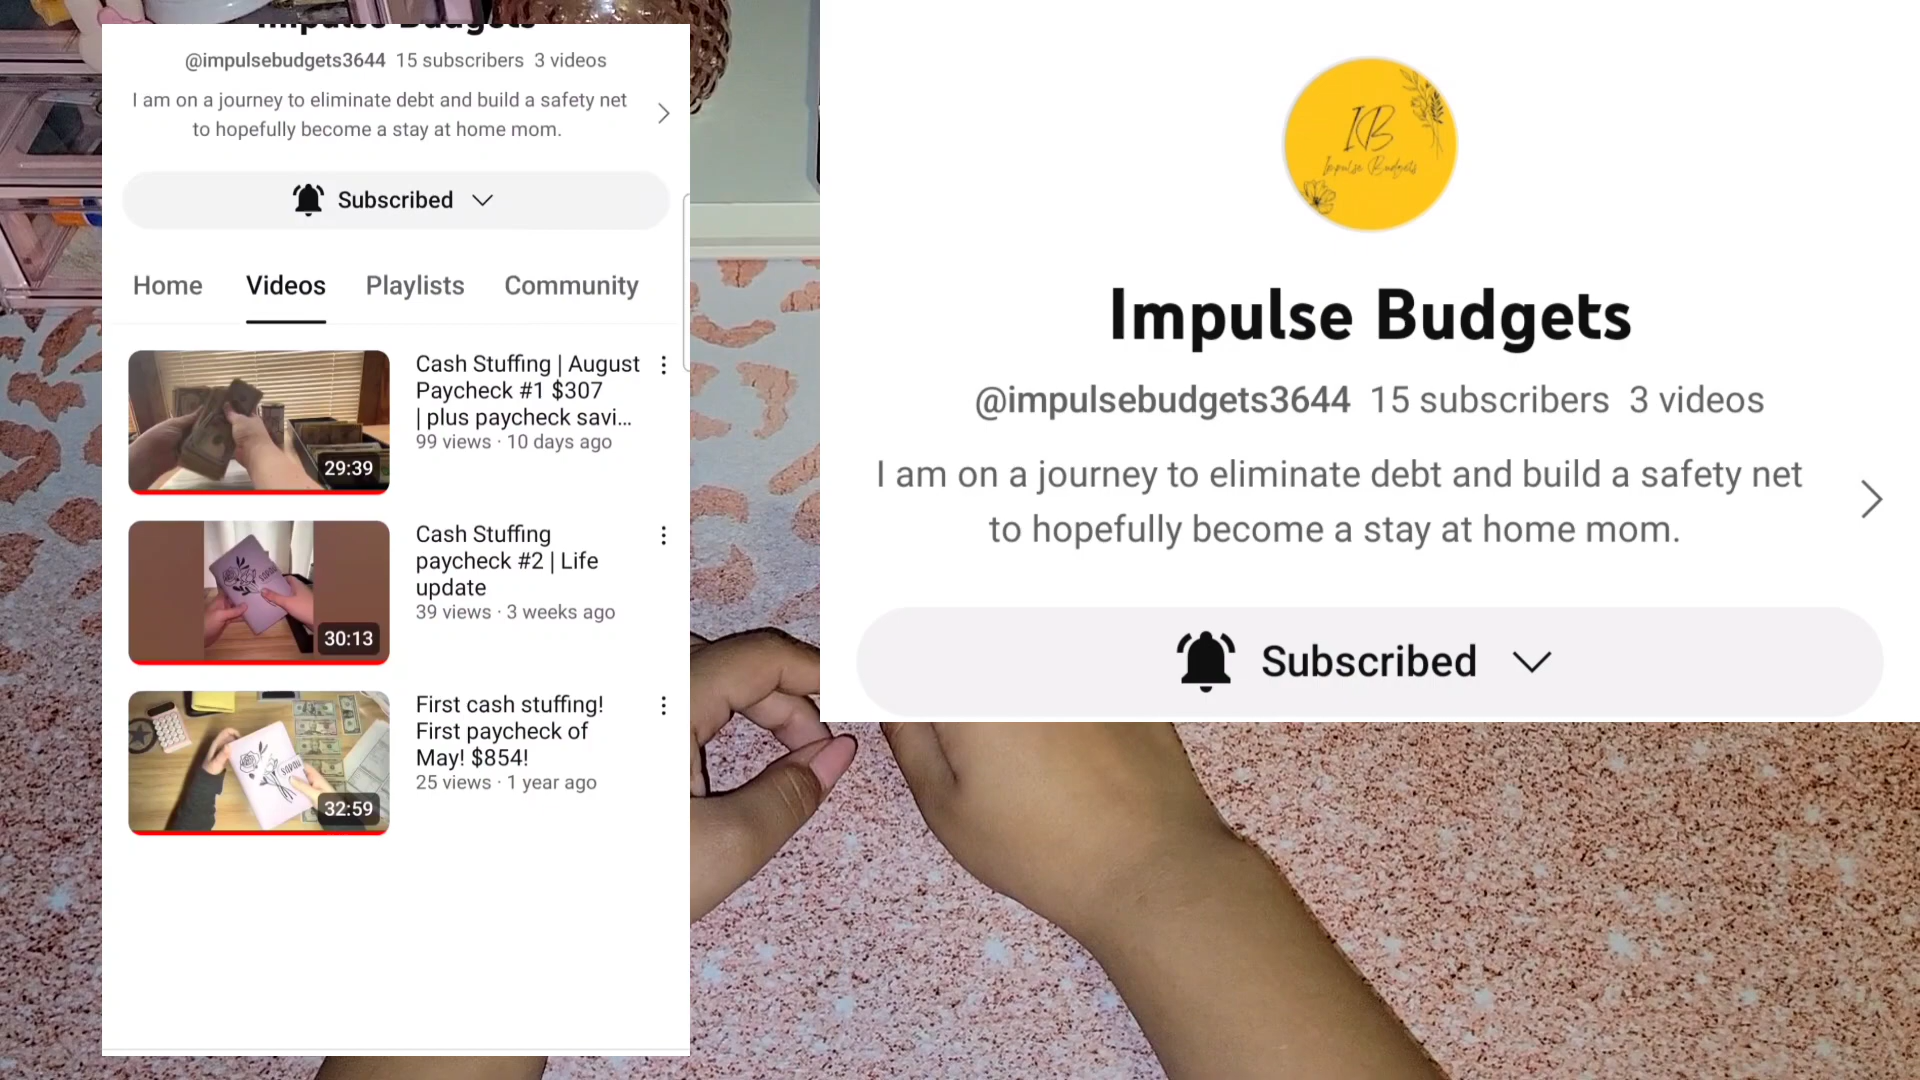 Impulse Budgets
@impulsebudgets3644 15 subscribers 3 videos
I am on a journey to eliminate debt and build a safety net
to hopefully become a stay at home mom.
Subscribed
Home Videos Playlists Community
Cash Stuffing | August
Paycheck #1 $307
| plus paycheck savi...
99 views · 10 days ago
29:39
Cash Stuffing
paycheck #2 | Life
update
39 views · 3 weeks ago
30:13
First cash stuffing!
First paycheck of
May! $854!
25 views · 1 year ago
32:59
IB
Impulse Budgets
Impulse Budgets
@impulsebudgets3644 15 subscribers 3 videos
I am on a journey to eliminate debt and build a safety net
to hopefully become a stay at home mom.
Subscribed